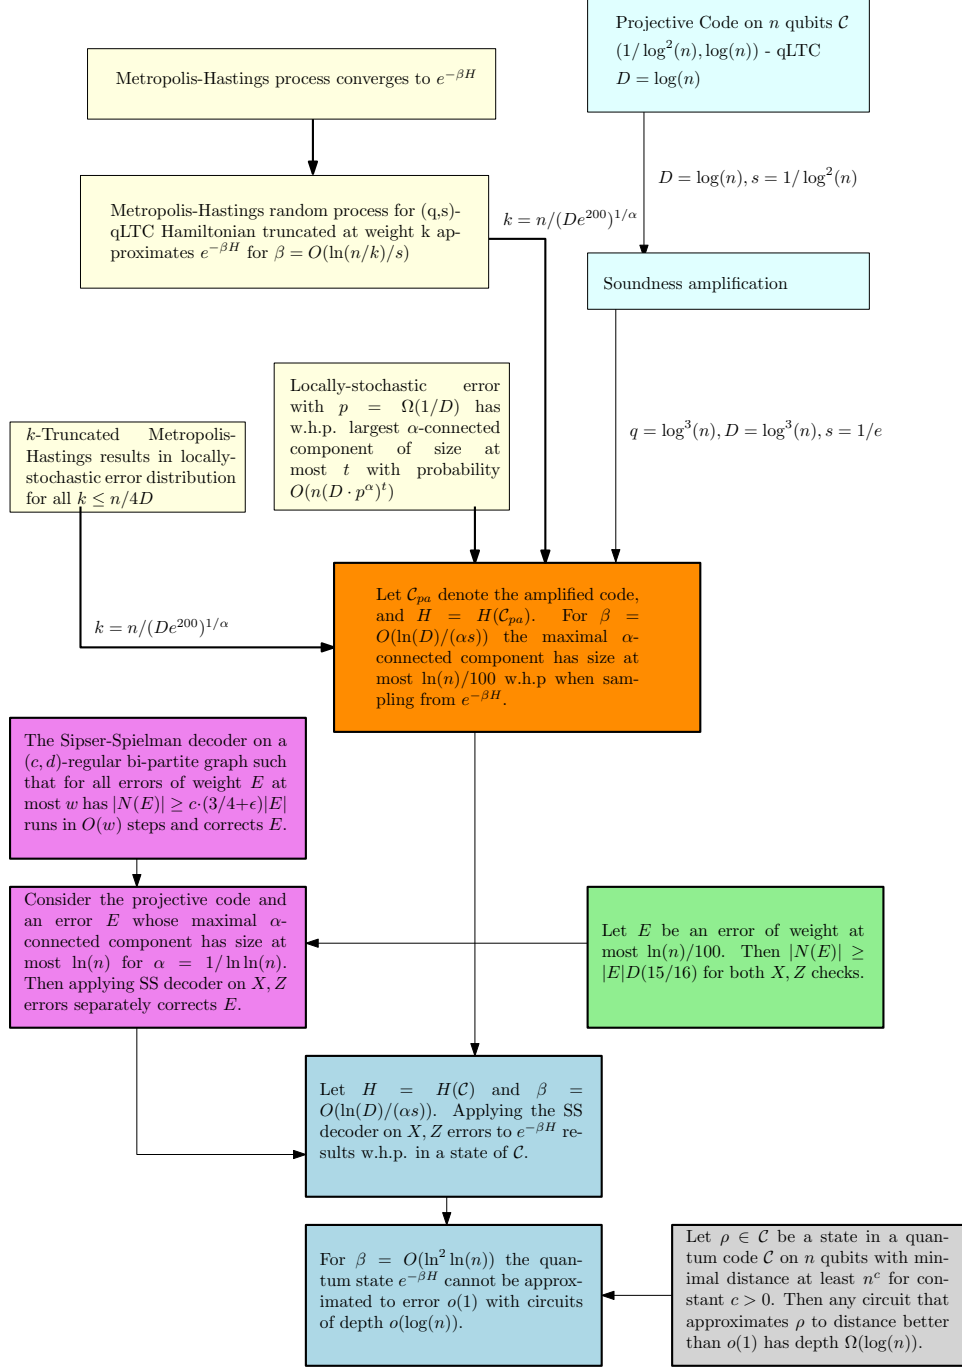 Projective Code on n qubits 𝒞
(1/ log²(n), log(n)) - qLTC
D = log(n)
Metropolis-Hastings process converges to e^{−βH}
D = log(n), s = 1/ log²(n)
Metropolis-Hastings random process for (q,s)-
qLTC Hamiltonian truncated at weight k ap-
proximates e^{−βH} for β = O(ln(n/k)/s)
k = n/(De^{200})^{1/α}
Soundness amplification
Locally-stochastic error
with p = Ω(1/D) has
w.h.p. largest α-connected
component of size at
most t with probability
O(n(D · p^α)^t)
k-Truncated Metropolis-
Hastings results in locally-
stochastic error distribution
for all k ≤ n/4D
q = log³(n), D = log³(n), s = 1/e
k = n/(De^{200})^{1/α}
Let 𝒞_{pa} denote the amplified code,
and H = H(𝒞_{pa}). For β =
O(ln(D)/(αs)) the maximal α-
connected component has size at
most ln(n)/100 w.h.p when sam-
pling from e^{−βH}.
The Sipser-Spielman decoder on a
(c, d)-regular bi-partite graph such
that for all errors of weight E at
most w has |N(E)| ≥ c·(3/4+ϵ)|E|
runs in O(w) steps and corrects E.
Consider the projective code and
an error E whose maximal α-
connected component has size at
most ln(n) for α = 1/ ln ln(n).
Then applying SS decoder on X, Z
errors separately corrects E.
Let E be an error of weight at
most ln(n)/100. Then |N(E)| ≥
|E|D(15/16) for both X, Z checks.
Let H = H(𝒞) and β =
O(ln(D)/(αs)). Applying the SS
decoder on X, Z errors to e^{−βH} re-
sults w.h.p. in a state of 𝒞.
For β = O(ln² ln(n)) the quan-
tum state e^{−βH} cannot be approx-
imated to error o(1) with circuits
of depth o(log(n)).
Let ρ ∈ 𝒞 be a state in a quan-
tum code 𝒞 on n qubits with min-
imal distance at least n^c for con-
stant c > 0. Then any circuit that
approximates ρ to distance better
than o(1) has depth Ω(log(n)).